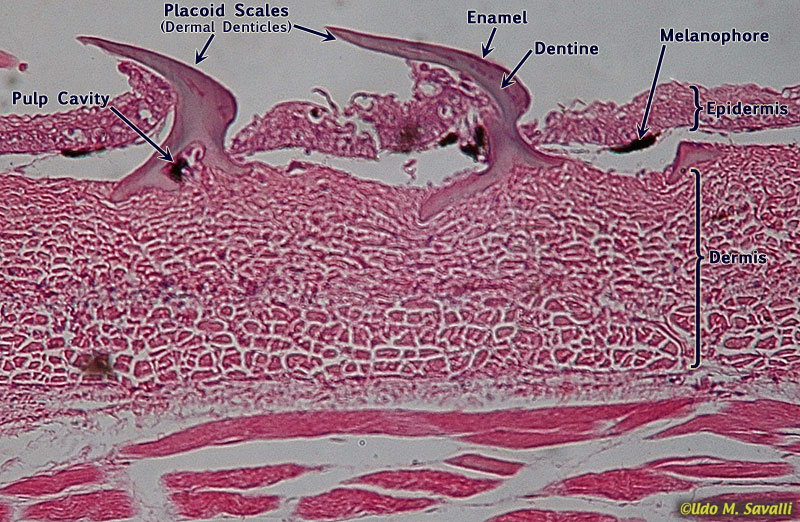 Placoid Scales
(Dermal Denticles)
Enamel
Dentine
Melanophore
Pulp Cavity
Epidermis
Dermis
©Udo M. Savalli